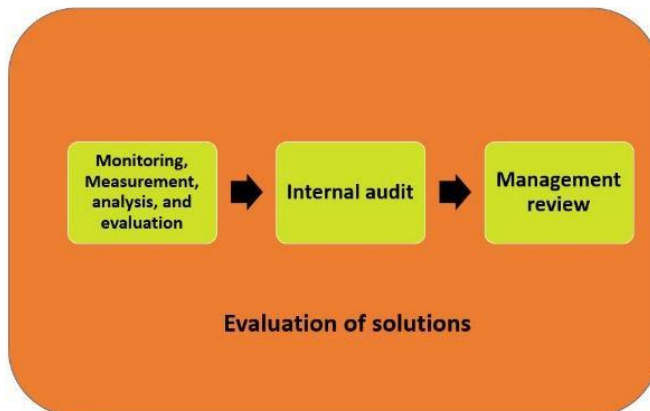 Monitoring,
Measurement,
analysis, and
evaluation
Internal audit
Management
review
Evaluation of solutions